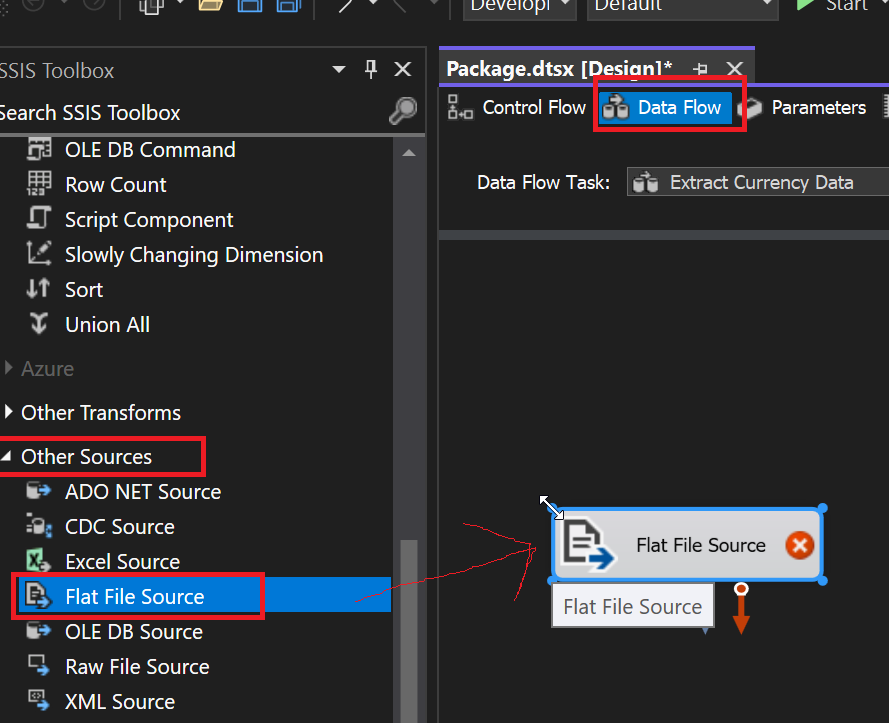 Developı
Default
Start
SSIS Toolbox
Search SSIS Toolbox
OLE DB Command
Row Count
Script Component
Slowly Changing Dimension
Sort
Union All
Azure
Other Transforms
Other Sources
ADO NET Source
CDC Source
Excel Source
Flat File Source
OLE DB Source
Raw File Source
XML Source
Package.dtsx [Design]*
Control Flow
Data Flow
Parameters
Data Flow Task:
Extract Currency Data
Flat File Source
Flat File Source